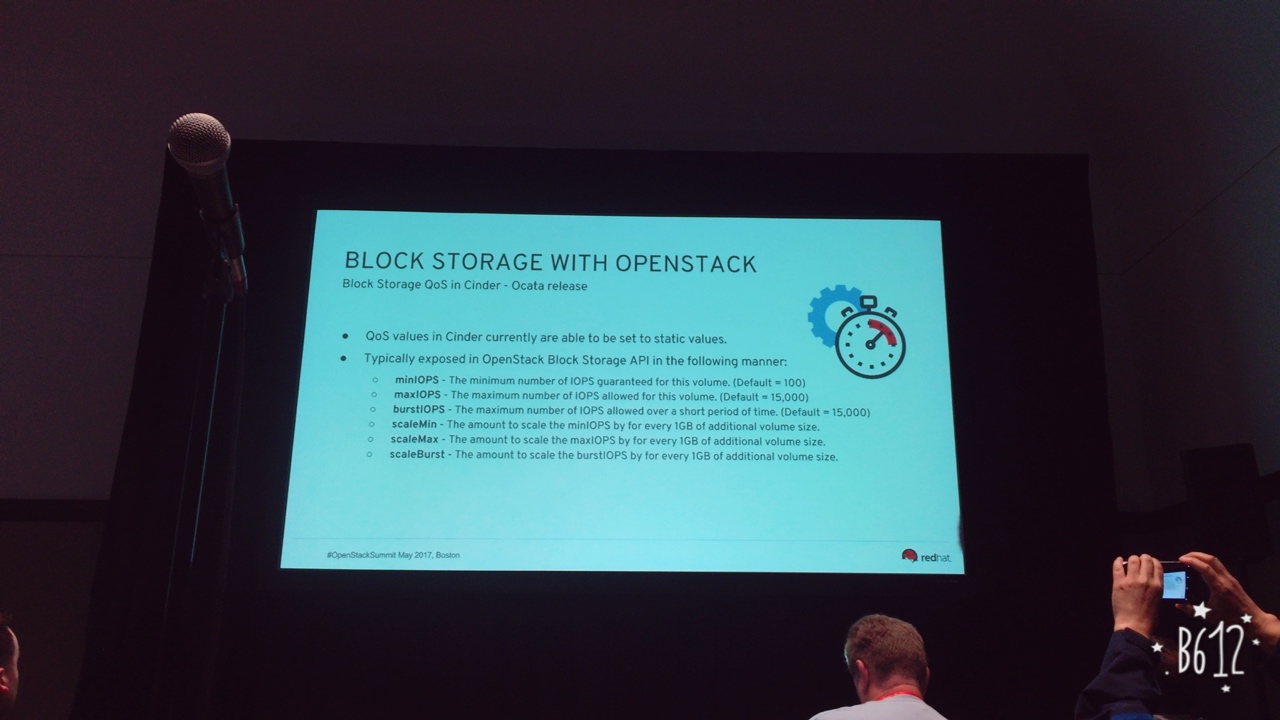 BLOCK STORAGE WITH OPENSTACK
Block Storage QoS in Cinder - Ocata release
● QoS values in Cinder currently are able to be set to static values.
● Typically exposed in OpenStack Block Storage API in the following manner:
○ minIOPS - The minimum number of IOPS guaranteed for this volume. (Default = 100)
○ maxIOPS - The maximum number of IOPS allowed for this volume. (Default = 15,000)
○ burstIOPS - The maximum number of IOPS allowed over a short period of time. (Default = 15,000)
○ scaleMin - The amount to scale the minIOPS by for every 1GB of additional volume size.
○ scaleMax - The amount to scale the maxIOPS by for every 1GB of additional volume size.
○ scaleBurst - The amount to scale the burstIOPS by for every 1GB of additional volume size.
#OpenStackSummit May 2017, Boston
redhat.
B612